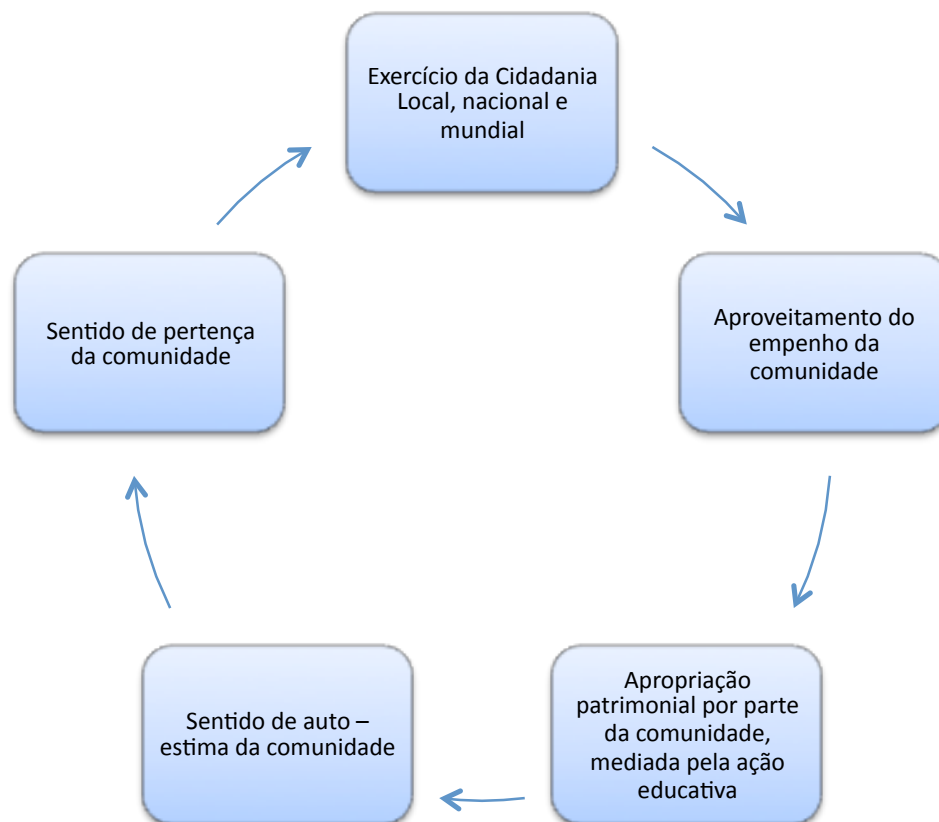 Exercício da Cidadania
Local, nacional e
mundial
Aproveitamento do
empenho da
comunidade
Apropriação
patrimonial por parte
da comunidade,
mediada pela ação
educativa
Sentido de auto –
estima da comunidade
Sentido de pertença
da comunidade